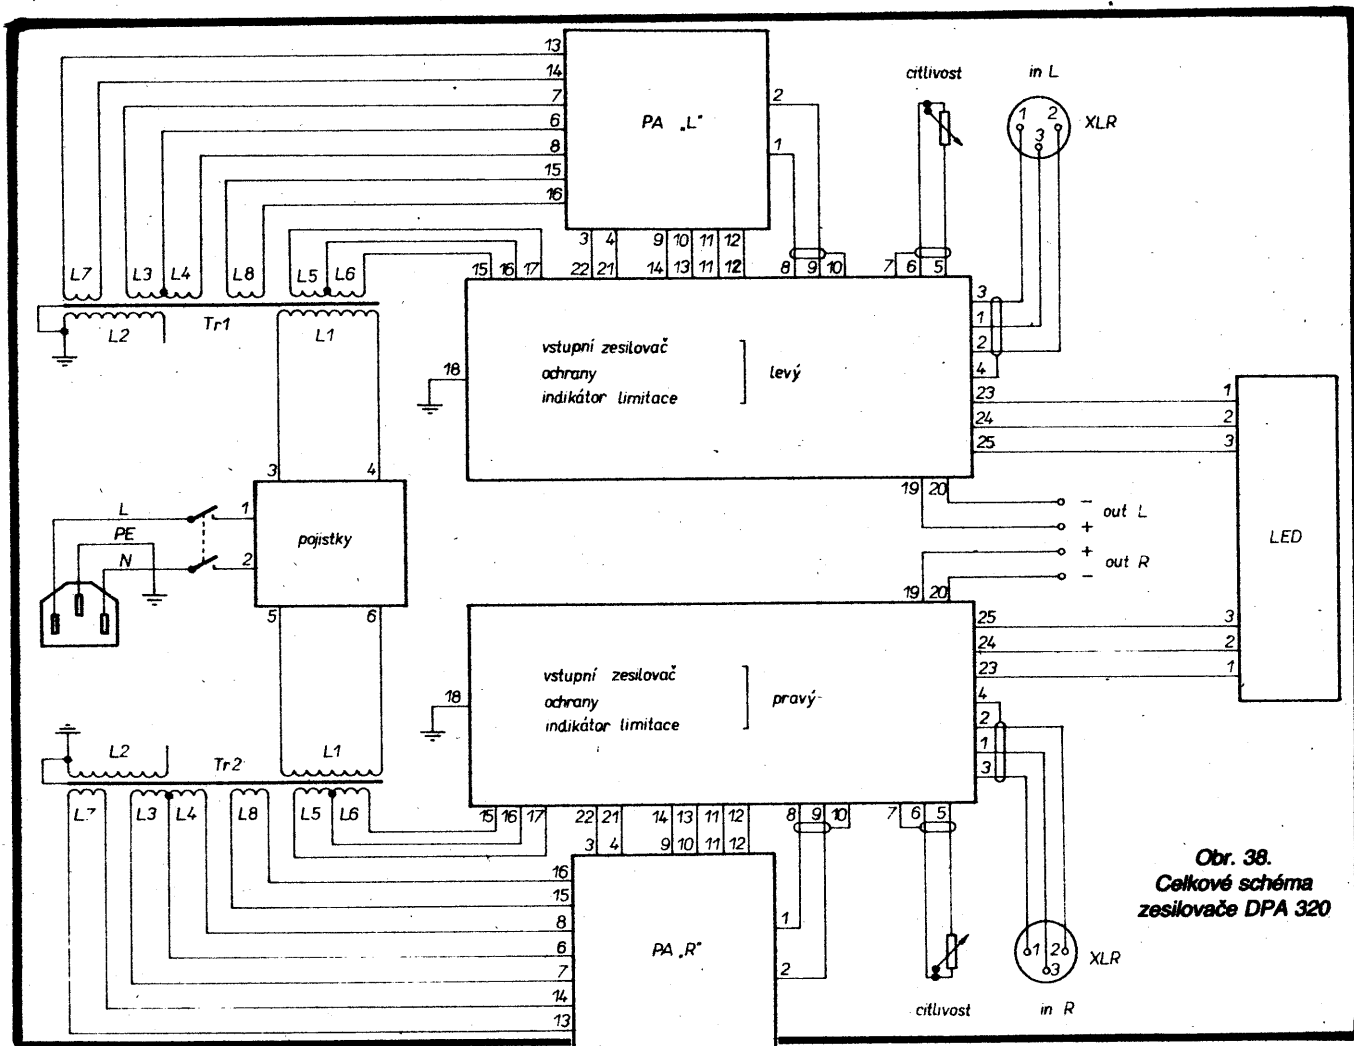 13
14
7
6
8
15
16
PA „L"
2
1
citlivost
in L
1 2
3
XLR
3 4 9 10 11 12
L7 L3 L4 L8 L5 L6
15 16 17 22 21 14 13 11 12 8 9 10 7 6 5
L2 Tr1 L1
18
vstupní zesilovač
ochrany
indikátor limitace
levý
3
1
2
4
23
24
25
1
2
3
19 20
3 4
L
PE
N
1
2
pojistky
5 6
- out L
+
+ out R
-
LED
19 20
18
vstupní zesilovač
ochrany
indikátor limitace
pravý
25
24
23
4
2
1
3
3
2
1
L2 Tr2 L1
L7 L3 L4 L8 L5 L6
15 16 17 22 21 14 13 11 12 8 9 10 7 6 5
3 4 9 10 11 12
16
15
8
6
7
14
13
PA „R"
1
2
citlivost
1 2
3
XLR
in R
Obr. 38.
Celkové schéma
zesilovače DPA 320